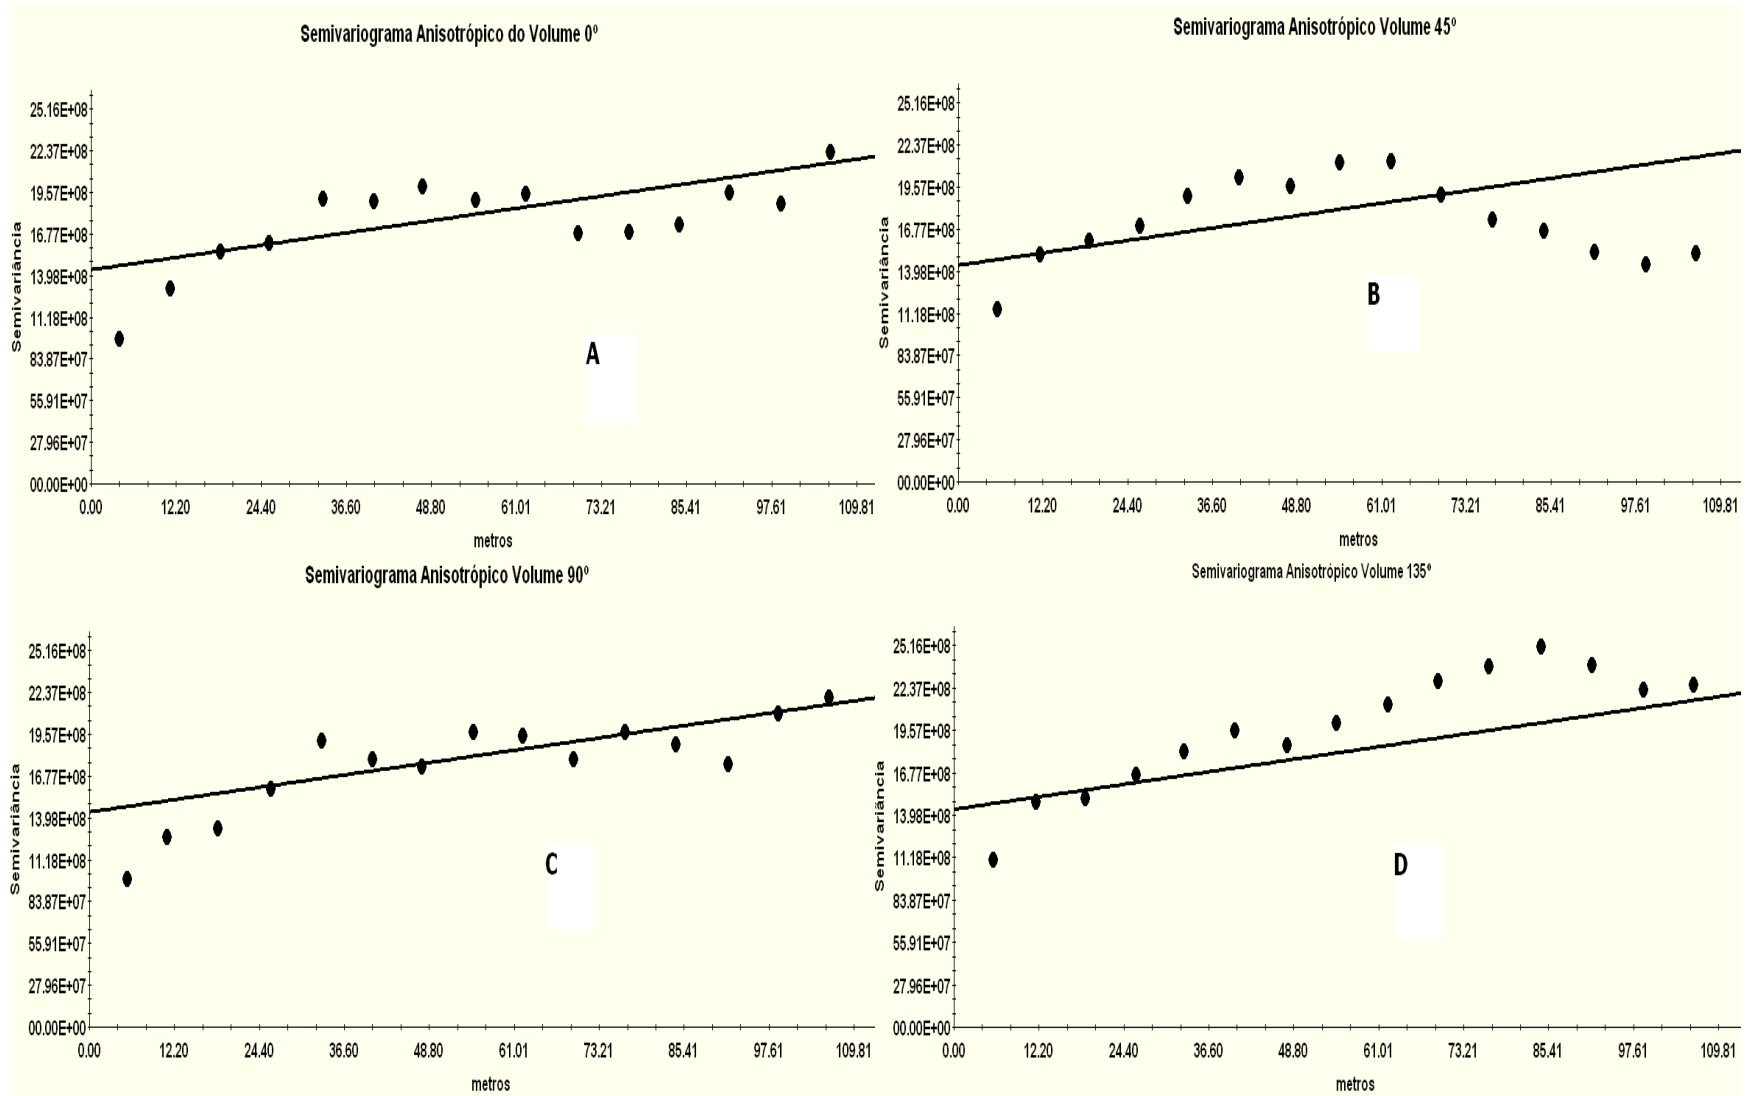 Semivariograma Anisotrópico do Volume 0º
Semivariância
25.16E+08
22.37E+08
19.57E+08
16.77E+08
13.98E+08
11.18E+08
83.87E+07
55.91E+07
27.96E+07
00.00E+00
0.00 12.20 24.40 36.60 48.80 61.01 73.21 85.41 97.61 109.81
metros
A
Semivariograma Anisotrópico Volume 45º
Semivariância
25.16E+08
22.37E+08
19.57E+08
16.77E+08
13.98E+08
11.18E+08
83.87E+07
55.91E+07
27.96E+07
00.00E+00
0.00 12.20 24.40 36.60 48.80 61.01 73.21 85.41 97.61 109.81
metros
B
Semivariograma Anisotrópico Volume 90º
Semivariância
25.16E+08
22.37E+08
19.57E+08
16.77E+08
13.98E+08
11.18E+08
83.87E+07
55.91E+07
27.96E+07
00.00E+00
0.00 12.20 24.40 36.60 48.80 61.01 73.21 85.41 97.61 109.81
metros
C
Semivariograma Anisotrópico Volume 135º
Semivariância
25.16E+08
22.37E+08
19.57E+08
16.77E+08
13.98E+08
11.18E+08
83.87E+07
55.91E+07
27.96E+07
00.00E+00
0.00 12.20 24.40 36.60 48.80 61.01 73.21 85.41 97.61 109.81
metros
D